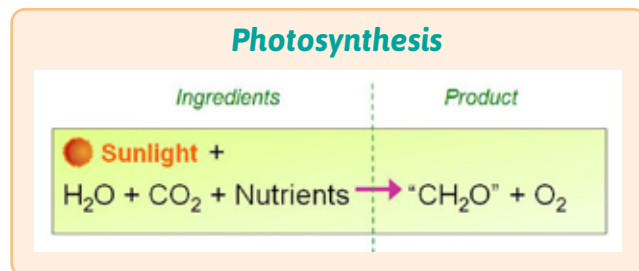 Photosynthesis
Ingredients Product
Sunlight +
H₂O + CO₂ + Nutrients → “CH₂O” + O₂